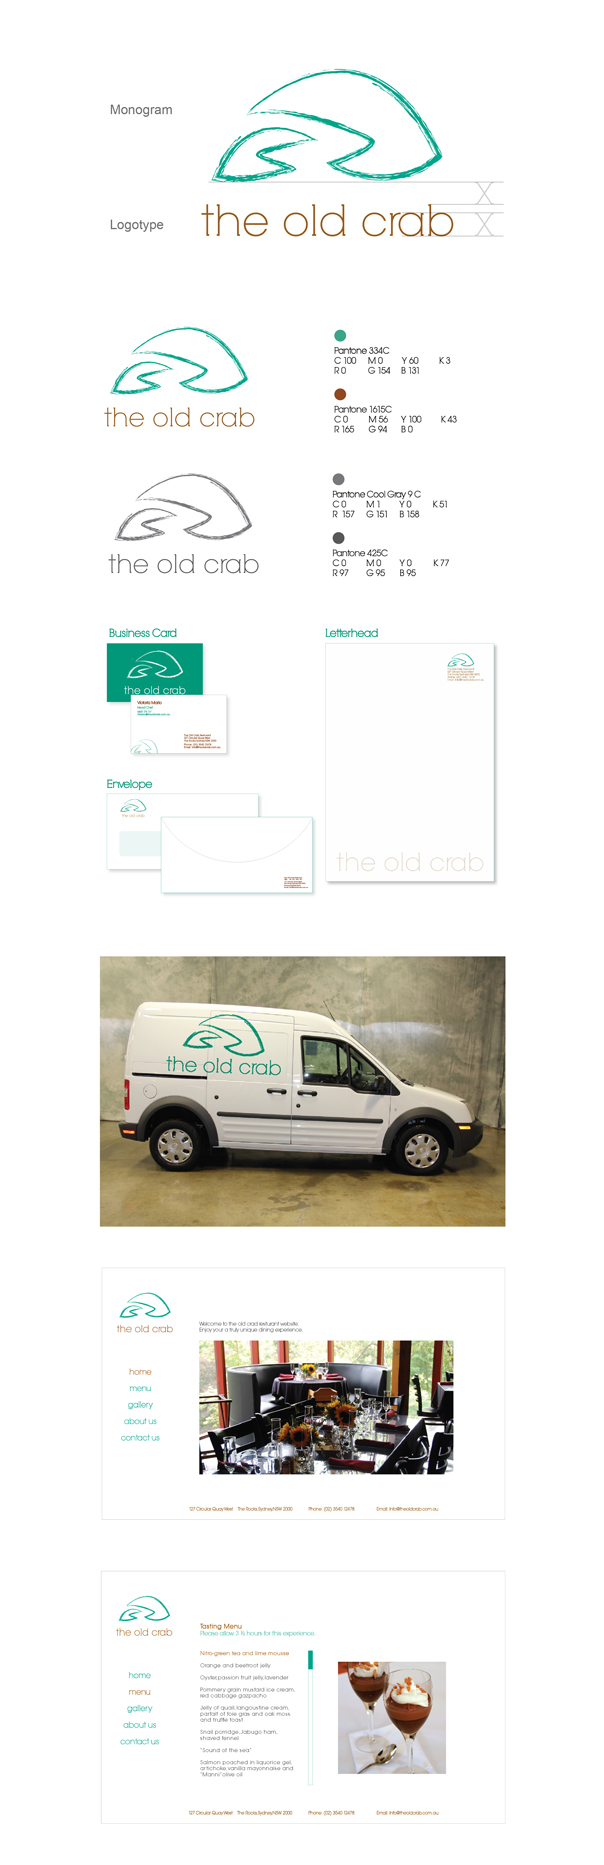 Monogram
X
Logotype
the old crab
X
the old crab
Pantone 334C
C 100 M 0 Y 60 K 3
R 0 G 154 B 131
Pantone 1615C
C 0 M 56 Y 100 K 43
R 165 G 94 B 0
the old crab
Pantone Cool Gray 9 C
C 0 M 1 Y 0 K 51
R 157 G 151 B 158
Pantone 425C
C 0 M 0 Y 0 K 77
R 97 G 95 B 95
Business Card
the old crab
Victoria Mario
Head Chef
Letterhead
the old crab
Envelope
the old crab
the old crab
the old crab
Welcome to the old crad resturant website.
Enjoy your a truly unique dining experience.
home
menu
gallery
about us
contact us
127 Circular Quay West The Rocks, Sydney NSW 2000 Phone: (02) 3540 12478 Email: info@theoldcrab.com.au
the old crab
Tasting Menu
Please allow 3 ½ hours for this experience.
home
menu
gallery
about us
contact us
Nitro-green tea and lime mousse
Orange and beetroot jelly
Oyster, passion fruit jelly, lavender
Pommery grain mustard ice cream,
red cabbage gazpacho
Jelly of quail, langoustine cream,
parfait of foie gras and oak moss
and truffle toast
Snail porridge, Jabugo ham,
shaved fennel
"Sound of the sea"
Salmon poached in liquorice gel,
artichoke, vanilla mayonnaise and
"Manni" olive oil
127 Circular Quay West The Rocks, Sydney NSW 2000 Phone: (02) 3540 12478 Email: info@theoldcrab.com.au